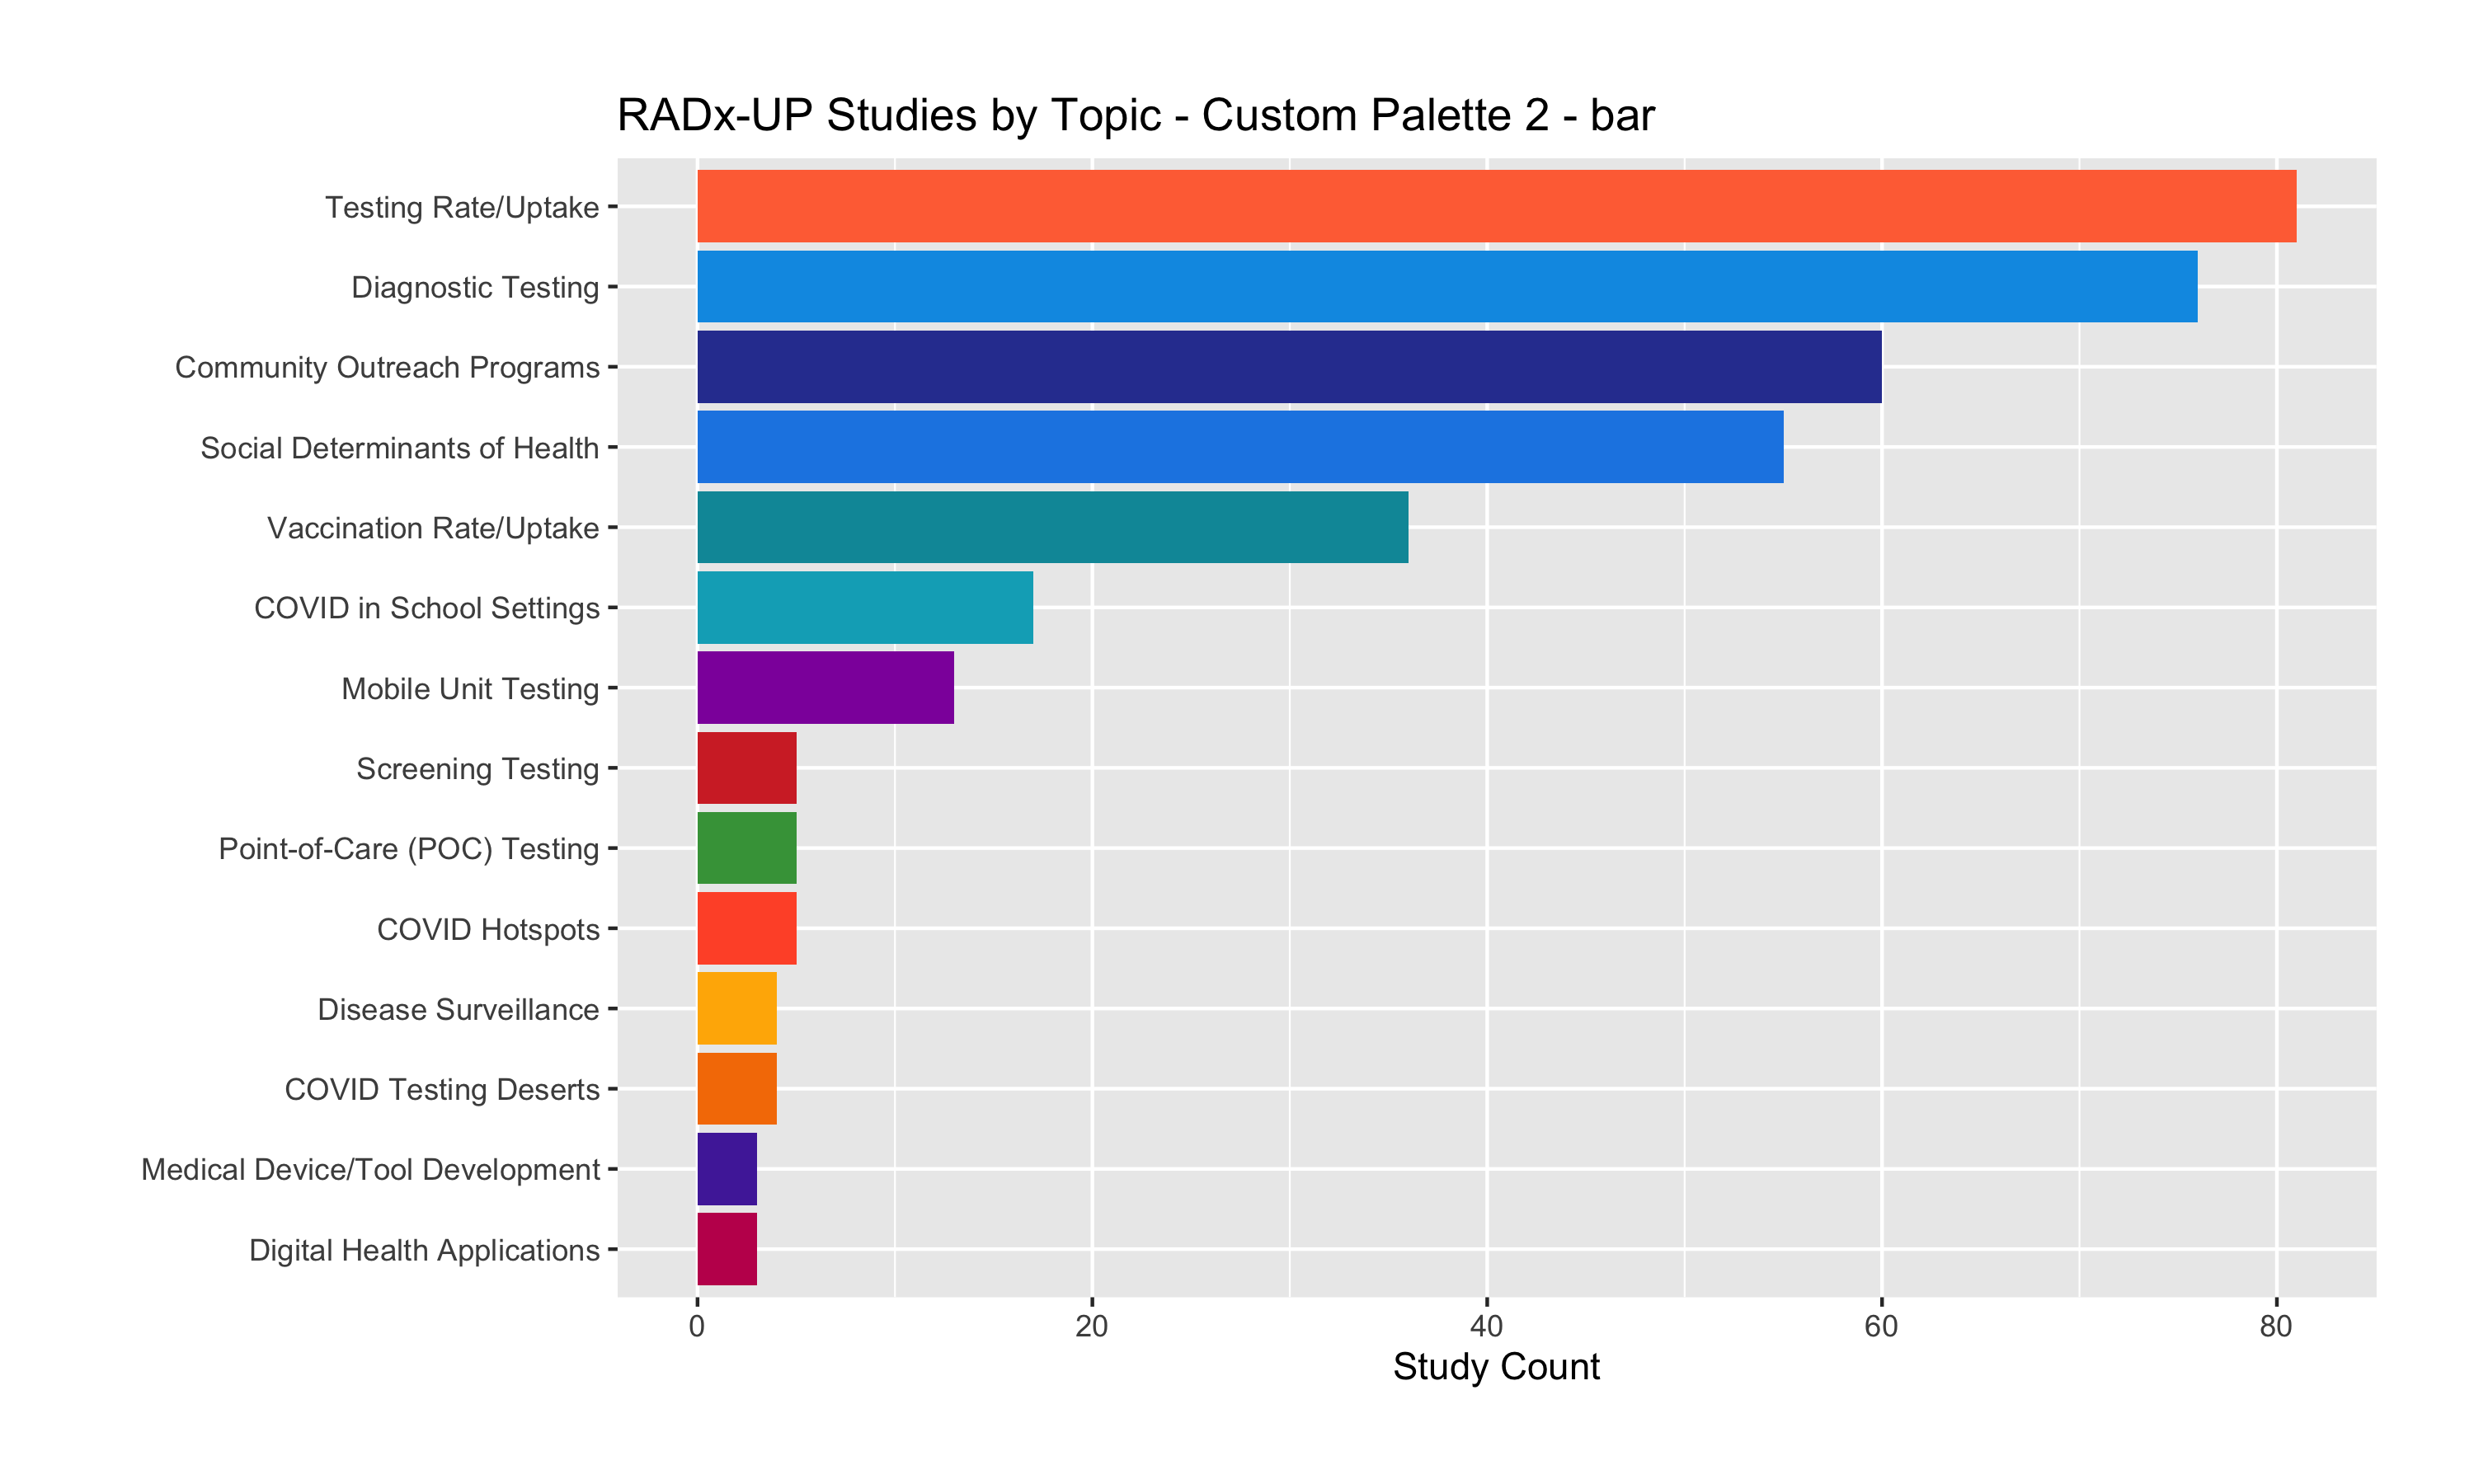 RADx-UP Studies by Topic - Custom Palette 2 - bar
Testing Rate/Uptake
Diagnostic Testing
Community Outreach Programs
Social Determinants of Health
Vaccination Rate/Uptake
COVID in School Settings
Mobile Unit Testing
Screening Testing
Point-of-Care (POC) Testing
COVID Hotspots
Disease Surveillance
COVID Testing Deserts
Medical Device/Tool Development
Digital Health Applications
0 20 40 60 80
Study Count